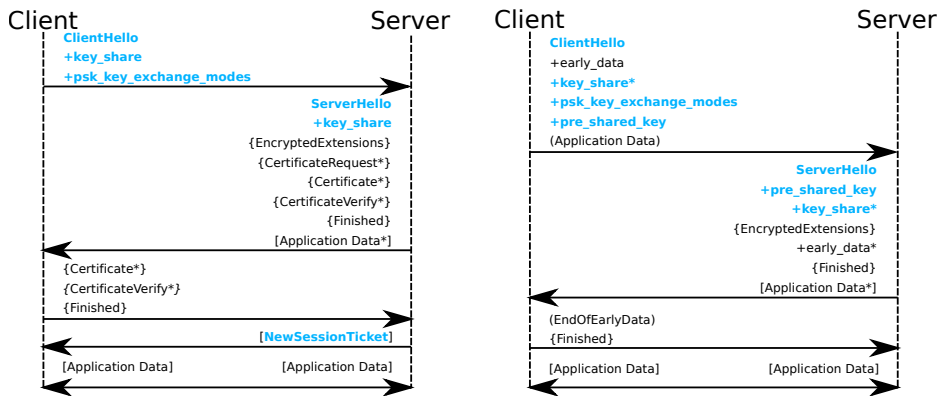 Client Server
ClientHello
+key_share
+psk_key_exchange_modes
ServerHello
+key_share
{EncryptedExtensions}
{CertificateRequest*}
{Certificate*}
{CertificateVerify*}
{Finished}
[Application Data*]
{Certificate*}
{CertificateVerify*}
{Finished}
[NewSessionTicket]
[Application Data] [Application Data]
Client Server
ClientHello
+early_data
+key_share*
+psk_key_exchange_modes
+pre_shared_key
(Application Data)
ServerHello
+pre_shared_key
+key_share*
{EncryptedExtensions}
+early_data*
{Finished}
[Application Data*]
(EndOfEarlyData)
{Finished}
[Application Data] [Application Data]